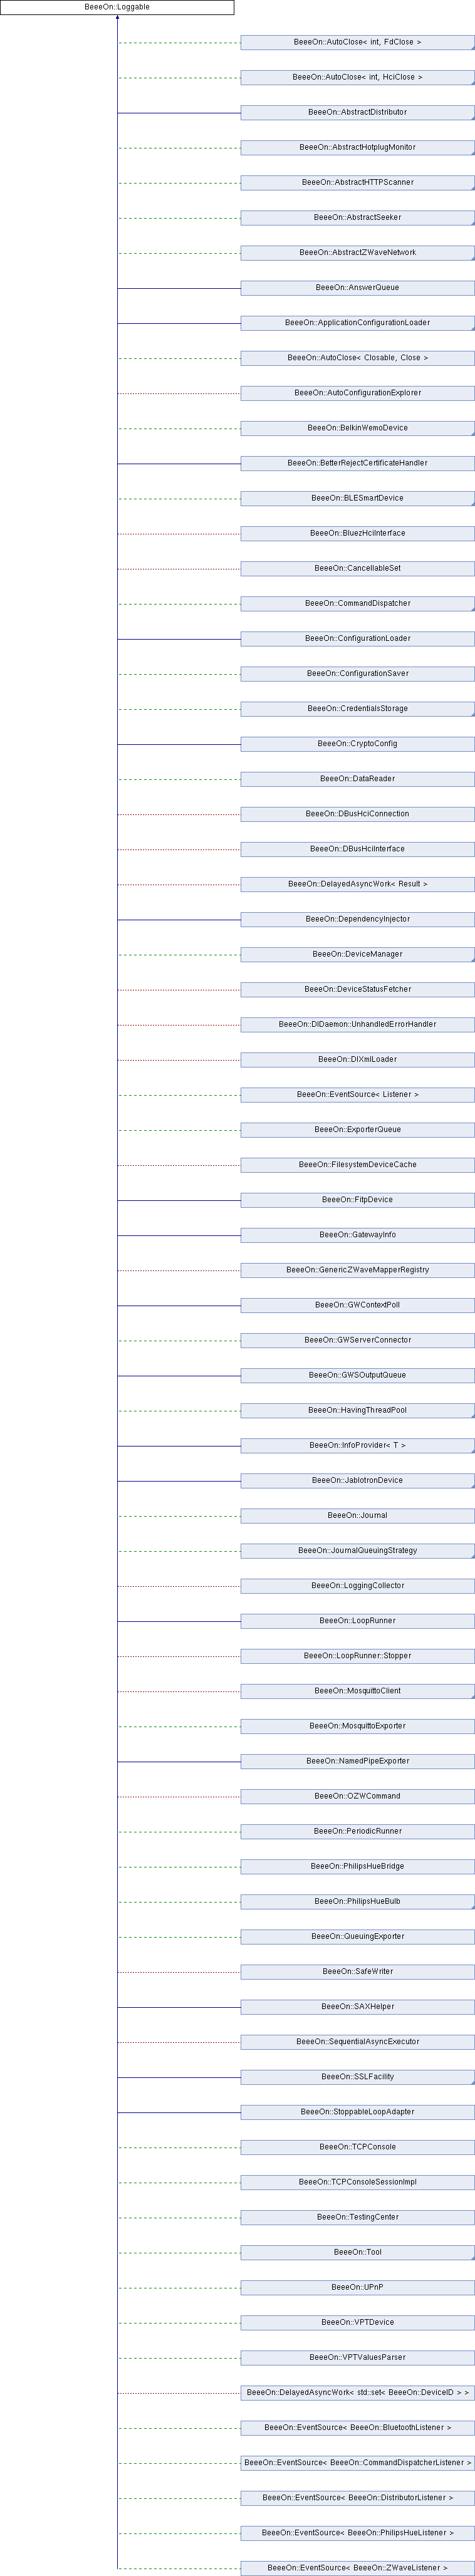 BeeeOn::Loggable
BeeeOn::AutoClose< int, FdClose >
BeeeOn::AutoClose< int, HciClose >
BeeeOn::AbstractDistributor
BeeeOn::AbstractHotplugMonitor
BeeeOn::AbstractHTTPScanner
BeeeOn::AbstractSeeker
BeeeOn::AbstractZWaveNetwork
BeeeOn::AnswerQueue
BeeeOn::ApplicationConfigurationLoader
BeeeOn::AutoClose< Closable, Close >
BeeeOn::AutoConfigurationExplorer
BeeeOn::BelkinWemoDevice
BeeeOn::BetterRejectCertificateHandler
BeeeOn::BLESmartDevice
BeeeOn::BluezHciInterface
BeeeOn::CancellableSet
BeeeOn::CommandDispatcher
BeeeOn::ConfigurationLoader
BeeeOn::ConfigurationSaver
BeeeOn::CredentialsStorage
BeeeOn::CryptoConfig
BeeeOn::DataReader
BeeeOn::DBusHciConnection
BeeeOn::DBusHciInterface
BeeeOn::DelayedAsyncWork< Result >
BeeeOn::DependencyInjector
BeeeOn::DeviceManager
BeeeOn::DeviceStatusFetcher
BeeeOn::DIDaemon::UnhandledErrorHandler
BeeeOn::DIXmlLoader
BeeeOn::EventSource< Listener >
BeeeOn::ExporterQueue
BeeeOn::FilesystemDeviceCache
BeeeOn::FitpDevice
BeeeOn::GatewayInfo
BeeeOn::GenericZWaveMapperRegistry
BeeeOn::GWContextPoll
BeeeOn::GWServerConnector
BeeeOn::GWSOutputQueue
BeeeOn::HavingThreadPool
BeeeOn::InfoProvider< T >
BeeeOn::JablotronDevice
BeeeOn::Journal
BeeeOn::JournalQueuingStrategy
BeeeOn::LoggingCollector
BeeeOn::LoopRunner
BeeeOn::LoopRunner::Stopper
BeeeOn::MosquittoClient
BeeeOn::MosquittoExporter
BeeeOn::NamedPipeExporter
BeeeOn::OZWCommand
BeeeOn::PeriodicRunner
BeeeOn::PhilipsHueBridge
BeeeOn::PhilipsHueBulb
BeeeOn::QueuingExporter
BeeeOn::SafeWriter
BeeeOn::SAXHelper
BeeeOn::SequentialAsyncExecutor
BeeeOn::SSLFacility
BeeeOn::StoppableLoopAdapter
BeeeOn::TCPConsole
BeeeOn::TCPConsoleSessionImpl
BeeeOn::TestingCenter
BeeeOn::Tool
BeeeOn::UPnP
BeeeOn::VPTDevice
BeeeOn::VPTValuesParser
BeeeOn::DelayedAsyncWork< std::set< BeeeOn::DeviceID > >
BeeeOn::EventSource< BeeeOn::BluetoothListener >
BeeeOn::EventSource< BeeeOn::CommandDispatcherListener >
BeeeOn::EventSource< BeeeOn::DistributorListener >
BeeeOn::EventSource< BeeeOn::PhilipsHueListener >
BeeeOn::EventSource< BeeeOn::ZWaveListener >